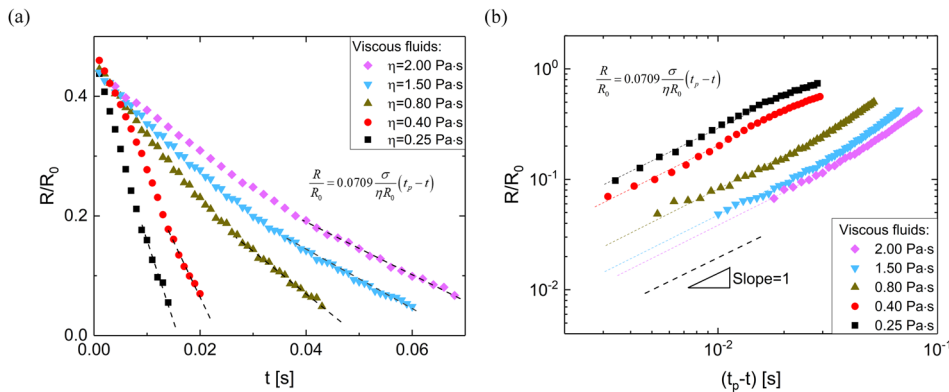 (a)
R/R₀
0.4
0.2
0.0
0.00
0.02
0.04
0.06
t [s]
Viscous fluids:
η=2.00 Pa·s
η=1.50 Pa·s
η=0.80 Pa·s
η=0.40 Pa·s
η=0.25 Pa·s
R/R₀ = 0.0709 σ/ηR₀ (tₚ−t)
(b)
R/R₀
10⁰
10⁻¹
10⁻²
10⁻²
10⁻¹
(tₚ-t) [s]
R/R₀ = 0.0709 σ/ηR₀ (tₚ−t)
Slope=1
Viscous fluids:
2.00 Pa·s
1.50 Pa·s
0.80 Pa·s
0.40 Pa·s
0.25 Pa·s